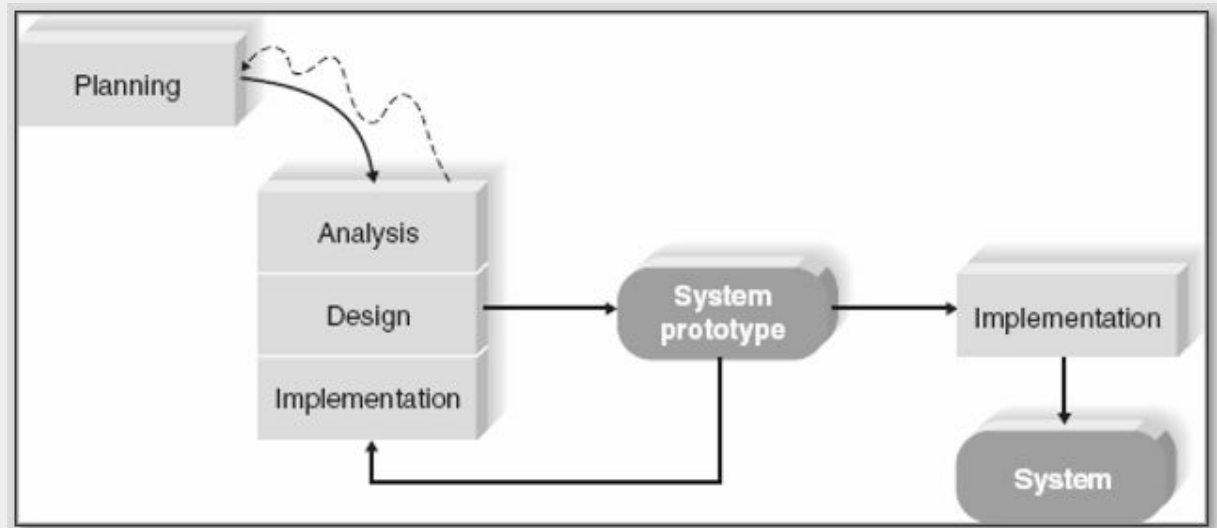 Planning
Analysis
Design
Implementation
System
prototype
Implementation
System